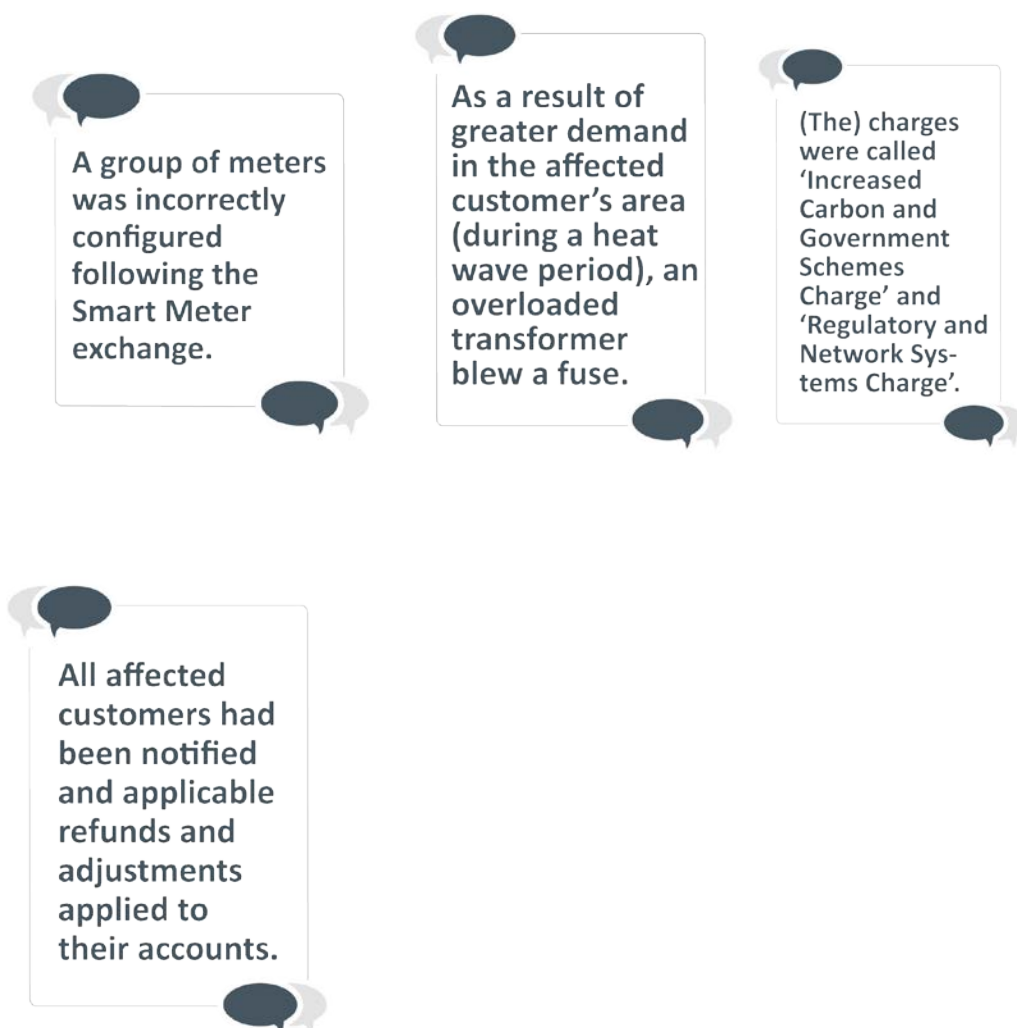 A group of meters
was incorrectly
configured
following the
Smart Meter
exchange.
As a result of
greater demand
in the affected
customer’s area
(during a heat
wave period), an
overloaded
transformer
blew a fuse.
(The) charges
were called
‘Increased
Carbon and
Government
Schemes
Charge’ and
‘Regulatory and
Network Sys-
tems Charge’.
All affected
customers had
been notified
and applicable
refunds and
adjustments
applied to
their accounts.